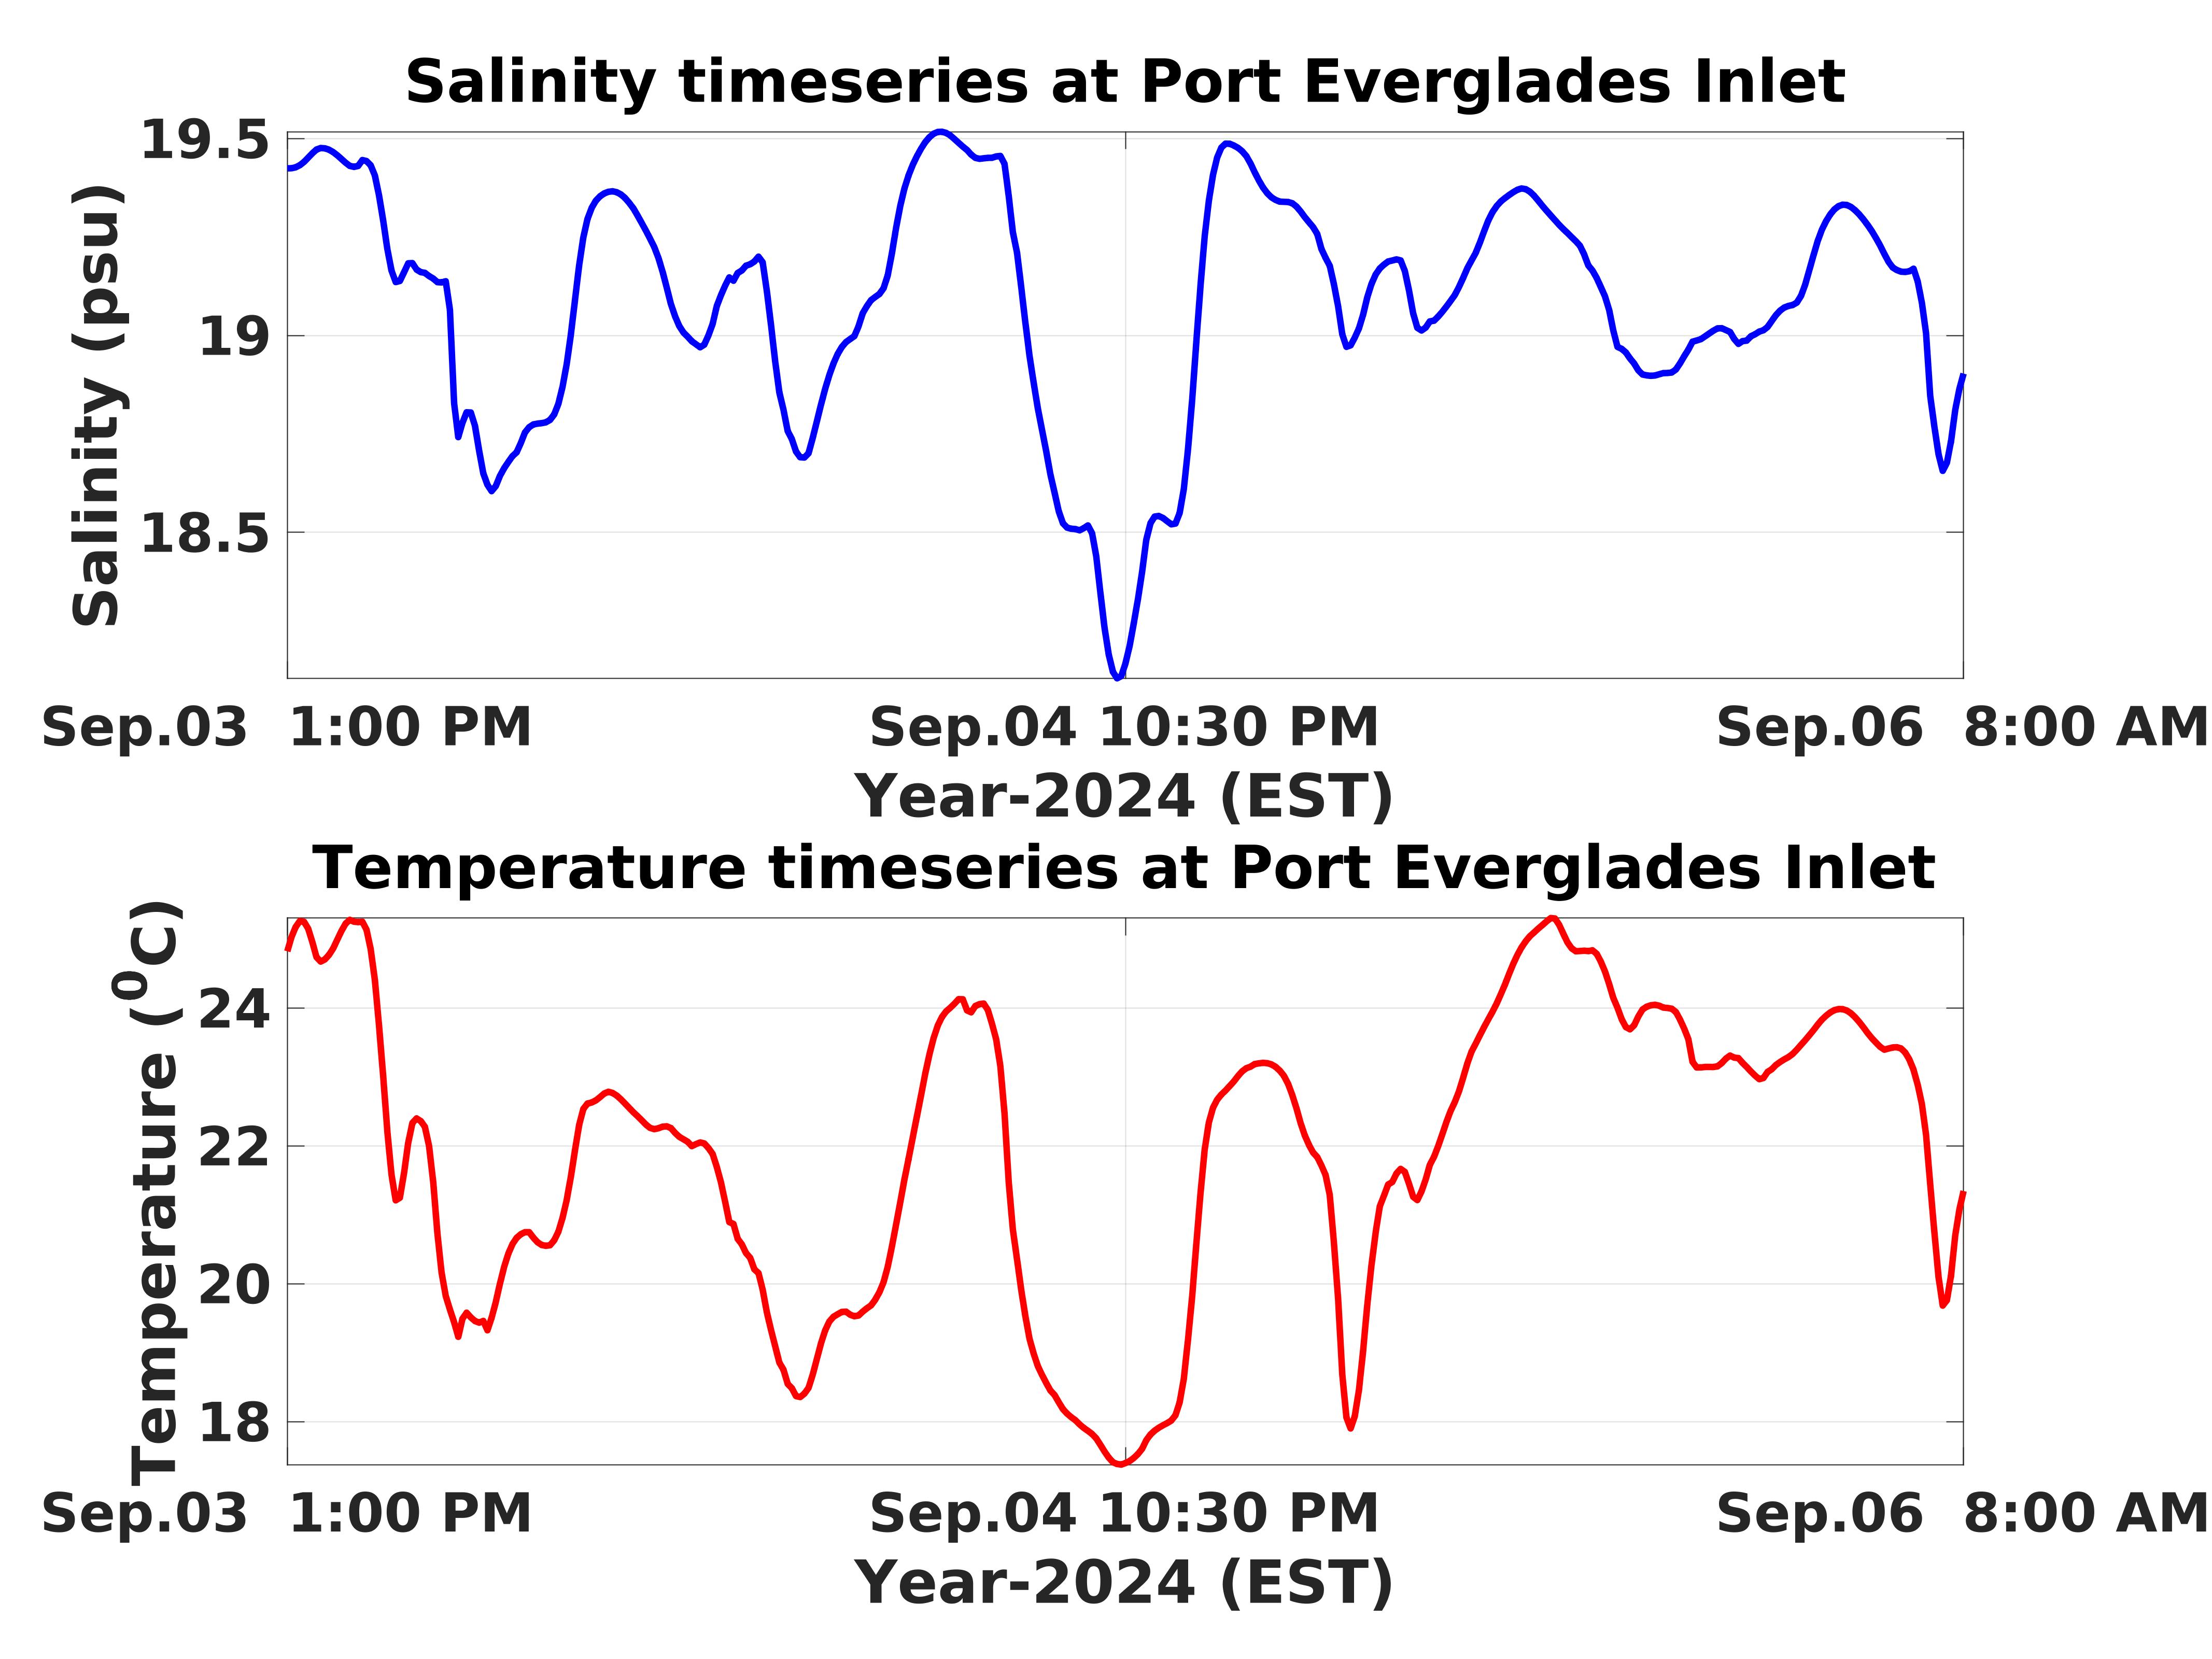 Salinity timeseries at Port Everglades Inlet
Salinity (psu)
19.5
19
18.5
Sep.03 1:00 PM Sep.04 10:30 PM Sep.06 8:00 AM
Year-2024 (EST)
Temperature timeseries at Port Everglades Inlet
Temperature (⁰C)
24
22
20
18
Sep.03 1:00 PM Sep.04 10:30 PM Sep.06 8:00 AM
Year-2024 (EST)